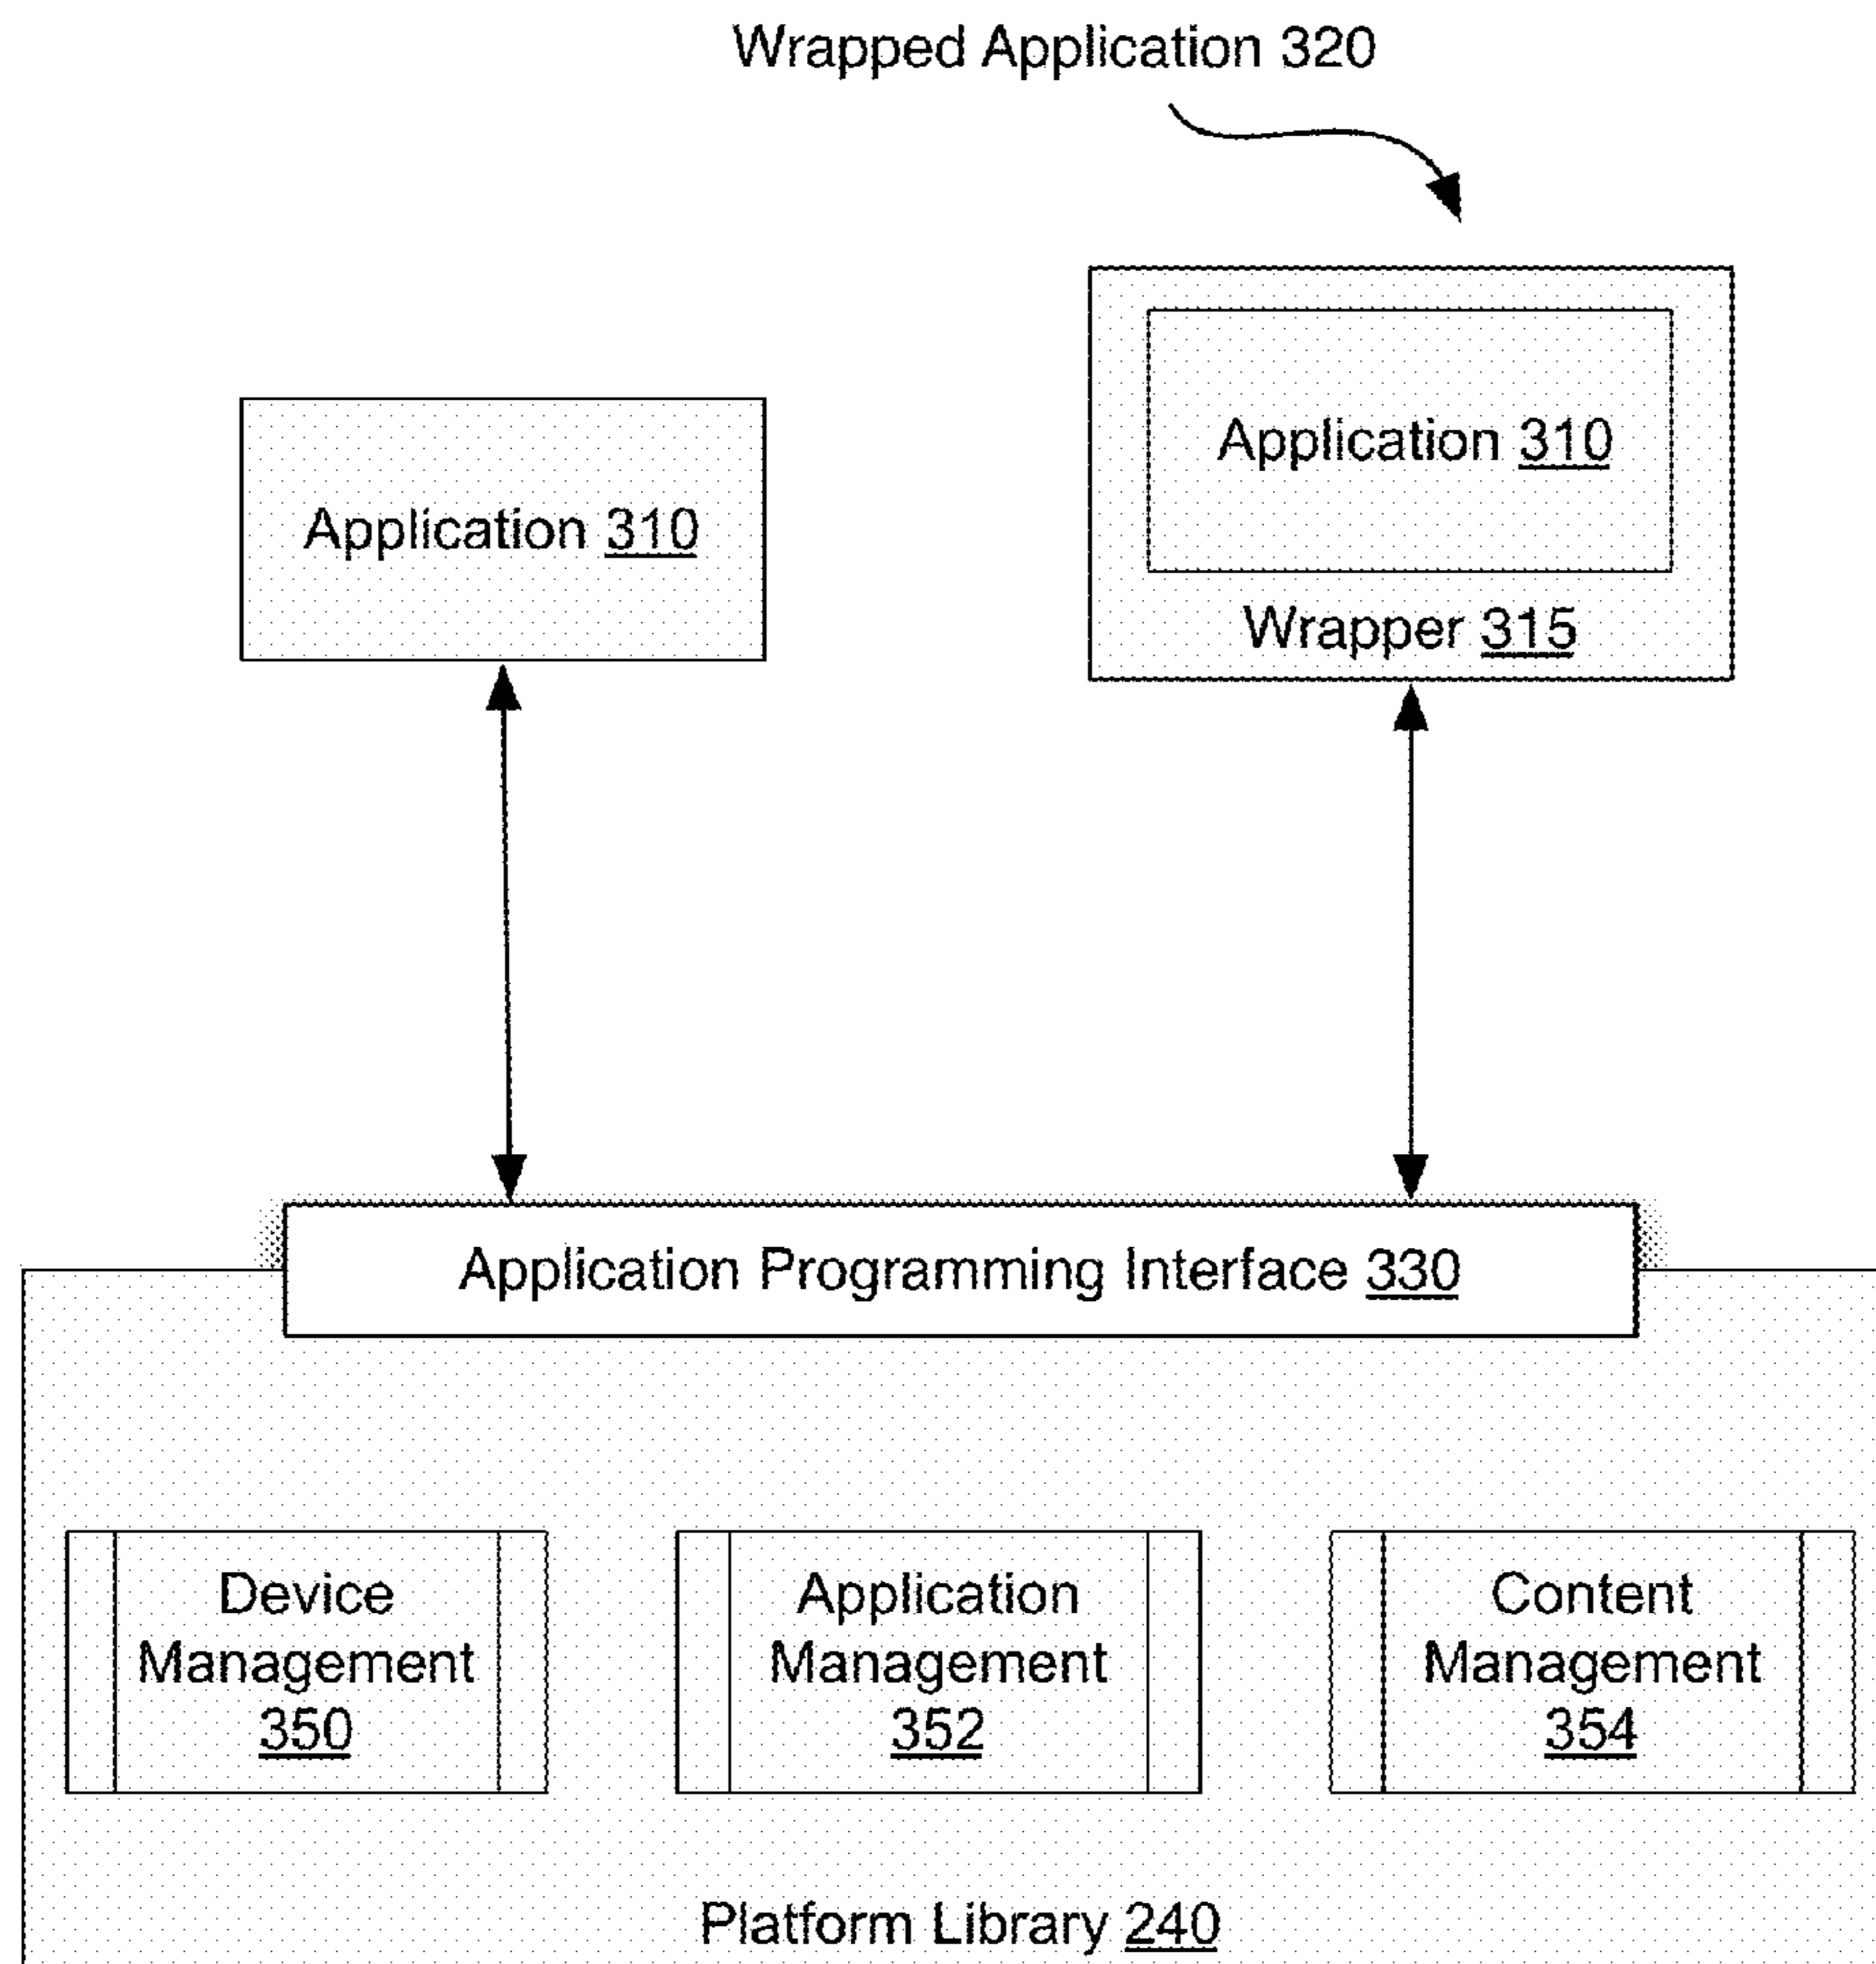 Wrapped Application 320
Application 310
Wrapper 315
Application 310
Application Programming Interface 330
Device
Management
350
Application
Management
352
Content
Management
354
Platform Library 240